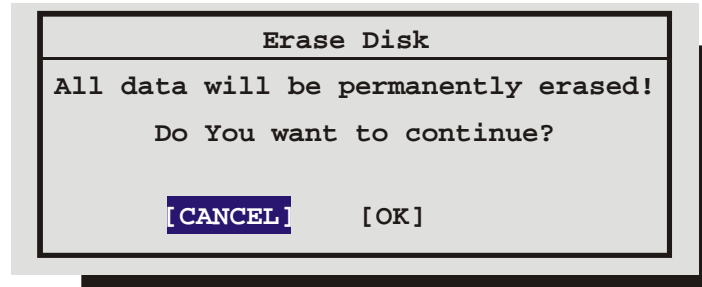 Erase Disk
All data will be permanently erased!
Do You want to continue?
[CANCEL] [OK]